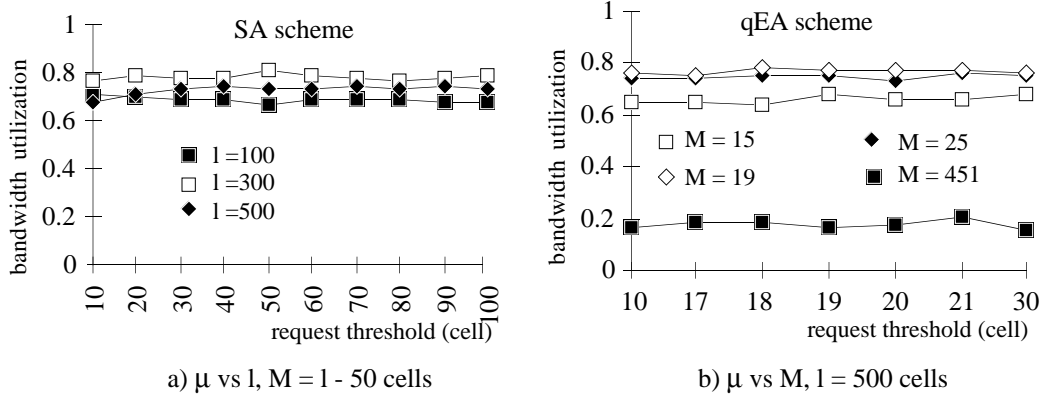 SA scheme
bandwidth utilization
1
0.8
0.6
0.4
0.2
0
l =100
l =300
l =500
10 20 30 40 50 60 70 80 90 100
request threshold (cell)
a) μ vs l, M = l - 50 cells
qEA scheme
bandwidth utilization
1
0.8
0.6
0.4
0.2
0
M = 15
M = 19
M = 25
M = 451
10 17 18 19 20 21 30
request threshold (cell)
b) μ vs M, l = 500 cells